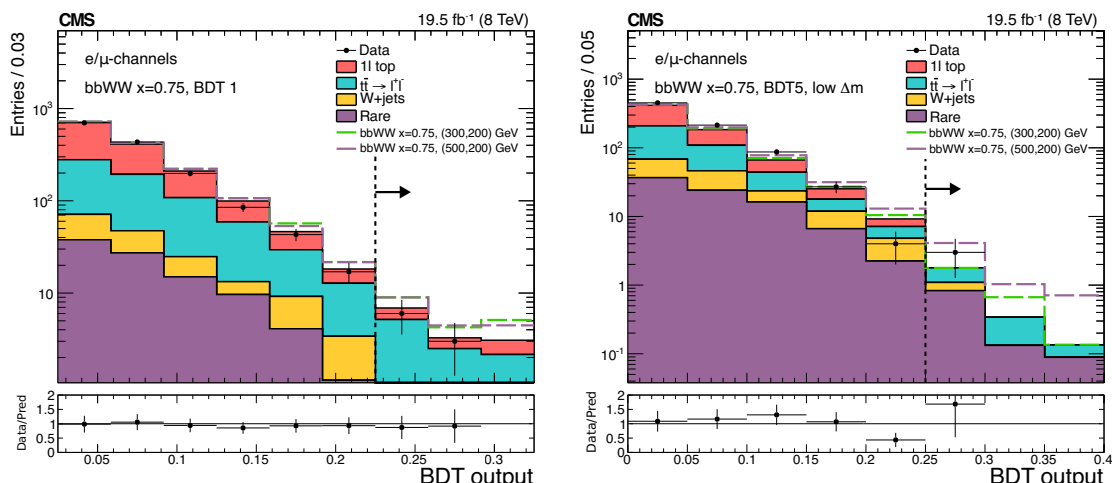 CMS 19.5 fb⁻¹ (8 TeV)
Entries / 0.03
e/μ-channels
bbWW x=0.75, BDT 1
Data
1l top
tt̄ → l⁺l⁻
W+jets
Rare
bbWW x=0.75, (300,200) GeV
bbWW x=0.75, (500,200) GeV
10³
10²
10
Data/Pred
2
1.5
1
0.5
0
0.05 0.1 0.15 0.2 0.25 0.3
BDT output
CMS 19.5 fb⁻¹ (8 TeV)
Entries / 0.05
e/μ-channels
bbWW x=0.75, BDT5, low Δm
Data
1l top
tt̄ → l⁺l⁻
W+jets
Rare
bbWW x=0.75, (300,200) GeV
bbWW x=0.75, (500,200) GeV
10³
10²
10
1
10⁻¹
Data/Pred
2
1.5
1
0.5
0
0 0.05 0.1 0.15 0.2 0.25 0.3 0.35 0.4
BDT output